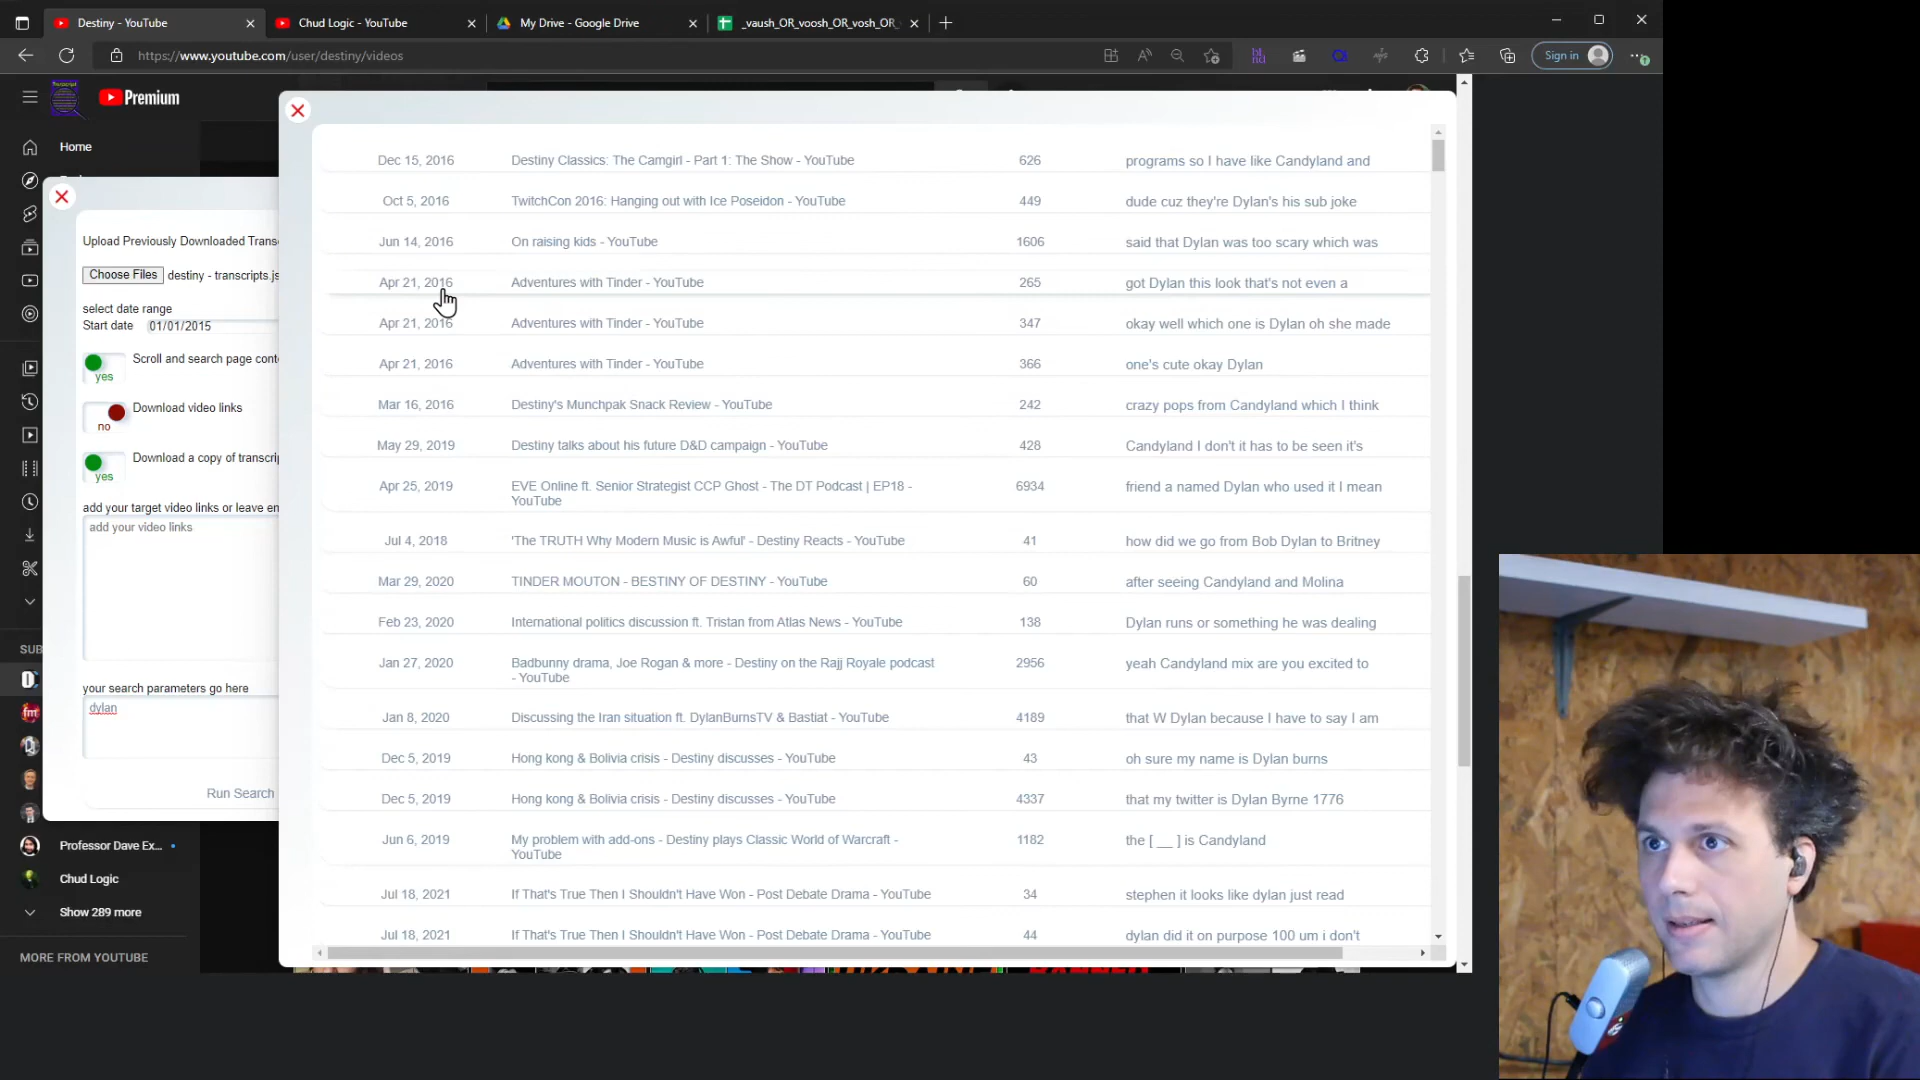 Destiny - YouTube
Chud Logic - YouTube
My Drive - Google Drive
_vaush_OR_voosh_OR_vosh_OR_
https://www.youtube.com/user/destiny/videos
Sign in
Premium
Home
Upload Previously Downloaded Trans
Choose Files destiny - transcripts.js
select date range
Start date 01/01/2015
Scroll and search page cont
yes
Download video links
no
Download a copy of transcrip
yes
add your target video links or leave en
add your video links
your search parameters go here
dylan
Run Search
SUB
Professor Dave Ex...
Chud Logic
Show 289 more
MORE FROM YOUTUBE
Dec 15, 2016 Destiny Classics: The Camgirl - Part 1: The Show - YouTube 626 programs so I have like Candyland and
Oct 5, 2016 TwitchCon 2016: Hanging out with Ice Poseidon - YouTube 449 dude cuz they're Dylan's his sub joke
Jun 14, 2016 On raising kids - YouTube 1606 said that Dylan was too scary which was
Apr 21, 2016 Adventures with Tinder - YouTube 265 got Dylan this look that's not even a
Apr 21, 2016 Adventures with Tinder - YouTube 347 okay well which one is Dylan oh she made
Apr 21, 2016 Adventures with Tinder - YouTube 366 one's cute okay Dylan
Mar 16, 2016 Destiny's Munchpak Snack Review - YouTube 242 crazy pops from Candyland which I think
May 29, 2019 Destiny talks about his future D&D campaign - YouTube 428 Candyland I don't it has to be seen it's
Apr 25, 2019 EVE Online ft. Senior Strategist CCP Ghost - The DT Podcast | EP18 - 6934 friend a named Dylan who used it I mean
YouTube
Jul 4, 2018 'The TRUTH Why Modern Music is Awful' - Destiny Reacts - YouTube 41 how did we go from Bob Dylan to Britney
Mar 29, 2020 TINDER MOUTON - BESTINY OF DESTINY - YouTube 60 after seeing Candyland and Molina
Feb 23, 2020 International politics discussion ft. Tristan from Atlas News - YouTube 138 Dylan runs or something he was dealing
Jan 27, 2020 Badbunny drama, Joe Rogan & more - Destiny on the Rajj Royale podcast 2956 yeah Candyland mix are you excited to
- YouTube
Jan 8, 2020 Discussing the Iran situation ft. DylanBurnsTV & Bastiat - YouTube 4189 that W Dylan because I have to say I am
Dec 5, 2019 Hong kong & Bolivia crisis - Destiny discusses - YouTube 43 oh sure my name is Dylan burns
Dec 5, 2019 Hong kong & Bolivia crisis - Destiny discusses - YouTube 4337 that my twitter is Dylan Byrne 1776
Jun 6, 2019 My problem with add-ons - Destiny plays Classic World of Warcraft - 1182 the [ __ ] is Candyland
YouTube
Jul 18, 2021 If That's True Then I Shouldn't Have Won - Post Debate Drama - YouTube 34 stephen it looks like dylan just read
Jul 18, 2021 If That's True Then I Shouldn't Have Won - Post Debate Drama - YouTube 44 dylan did it on purpose 100 um i don't